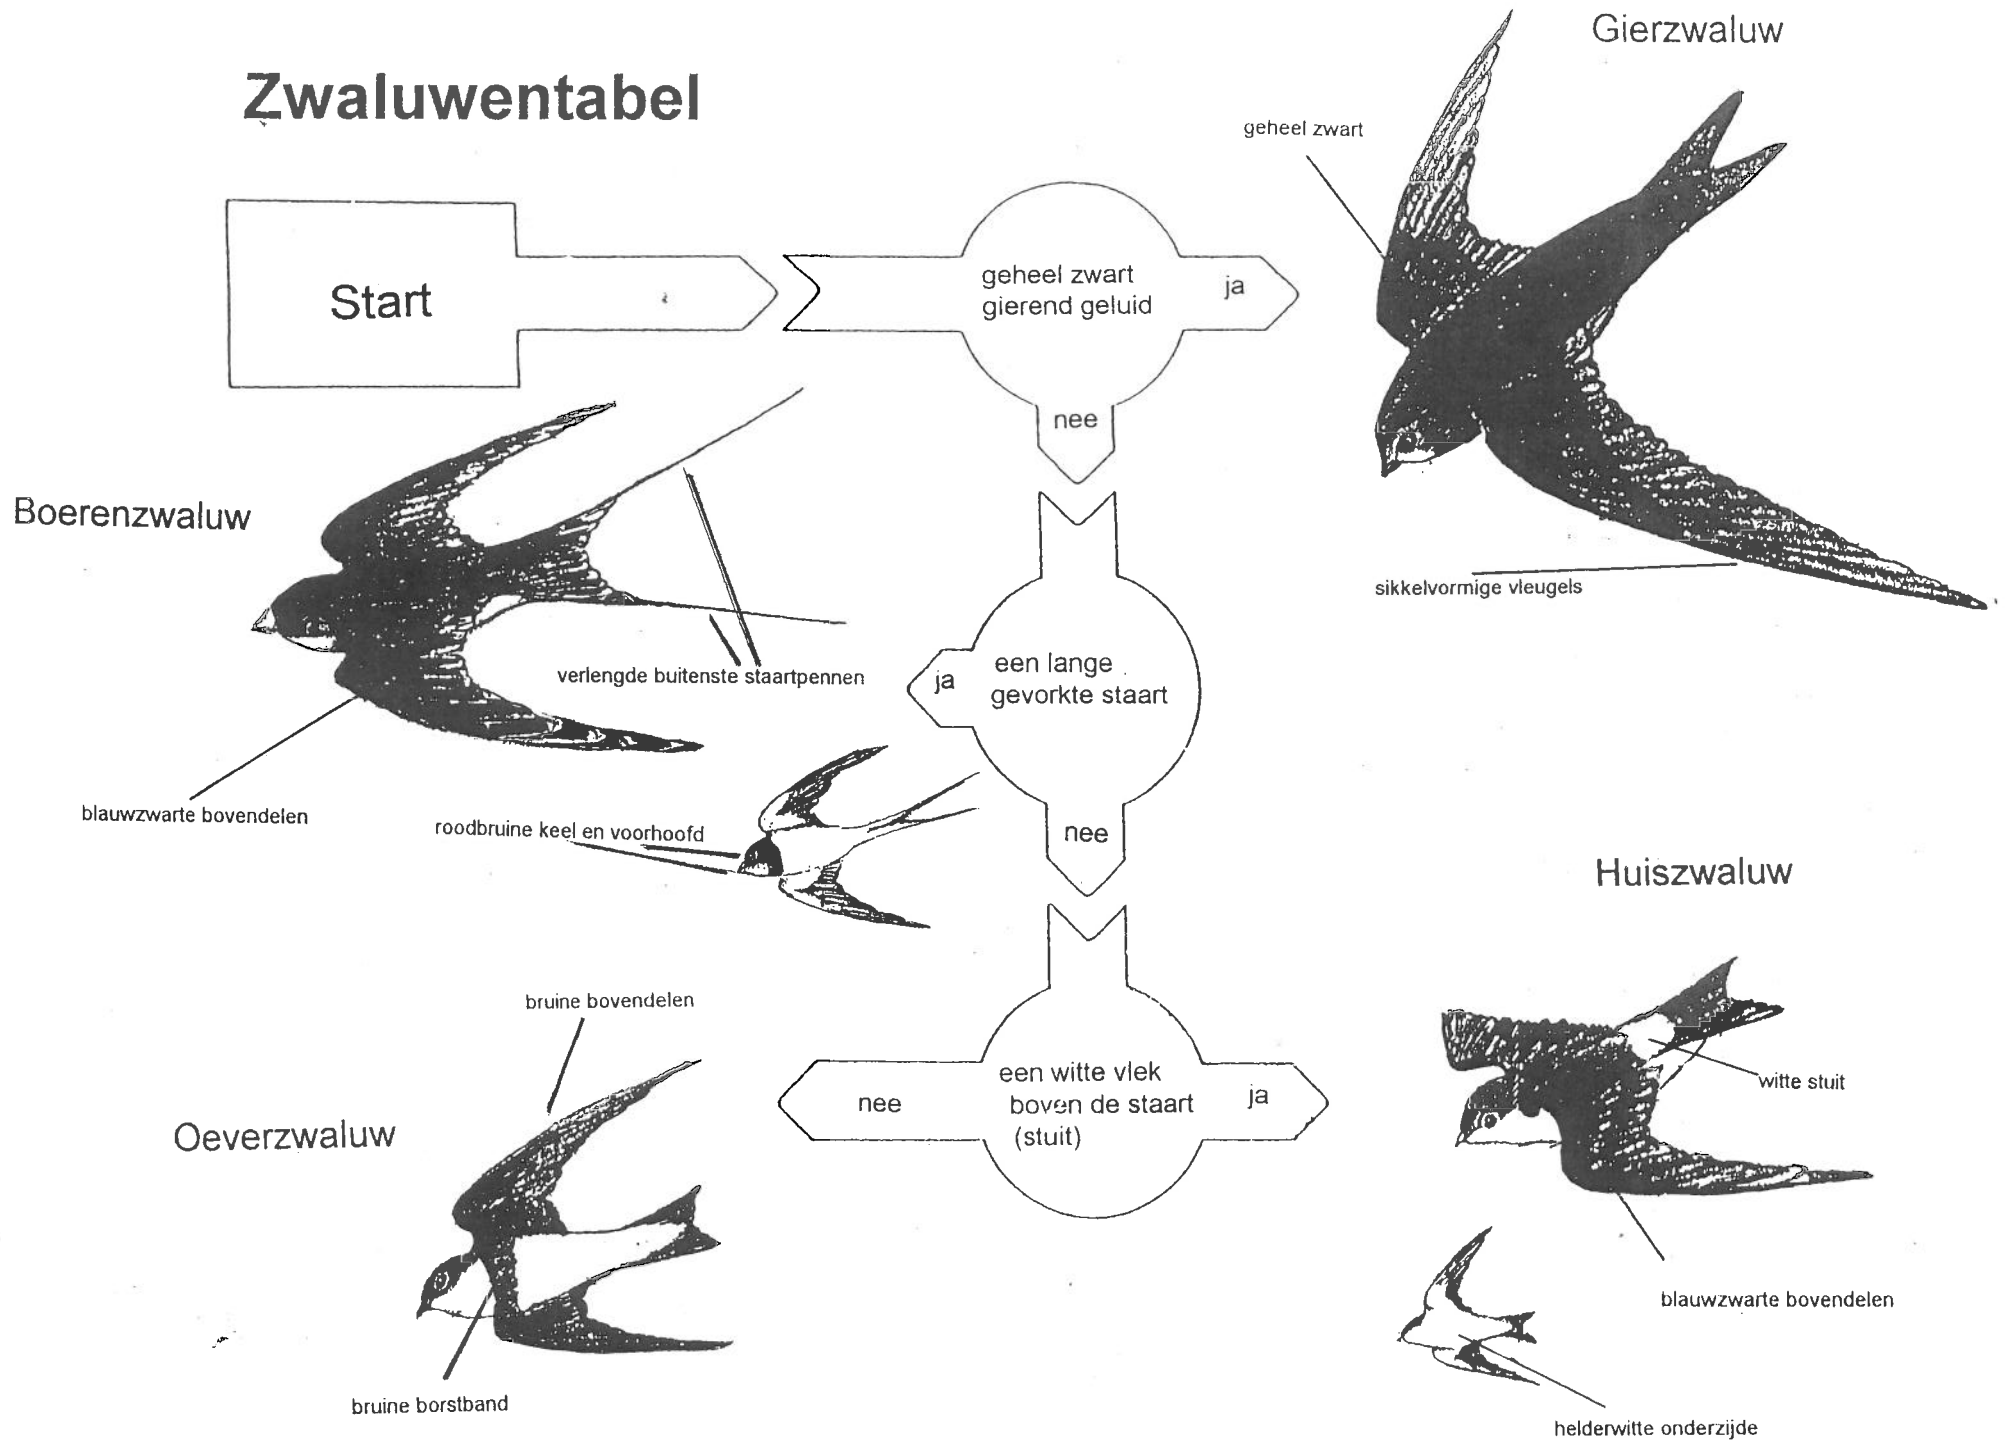 Zwaluwentabel
Gierzwaluw
geheel zwart
Start
geheel zwart
gierend geluid
ja
nee
sikkelvormige vleugels
Boerenzwaluw
verlengde buitenste staartpennen
een lange
gevorkte staart
ja
nee
blauwzwarte bovendelen
roodbruine keel en voorhoofd
Huiszwaluw
bruine bovendelen
Oeverzwaluw
nee
een witte vlek
boven de staart
(stuit)
ja
witte stuit
blauwzwarte bovendelen
bruine borstband
helderwitte onderzijde